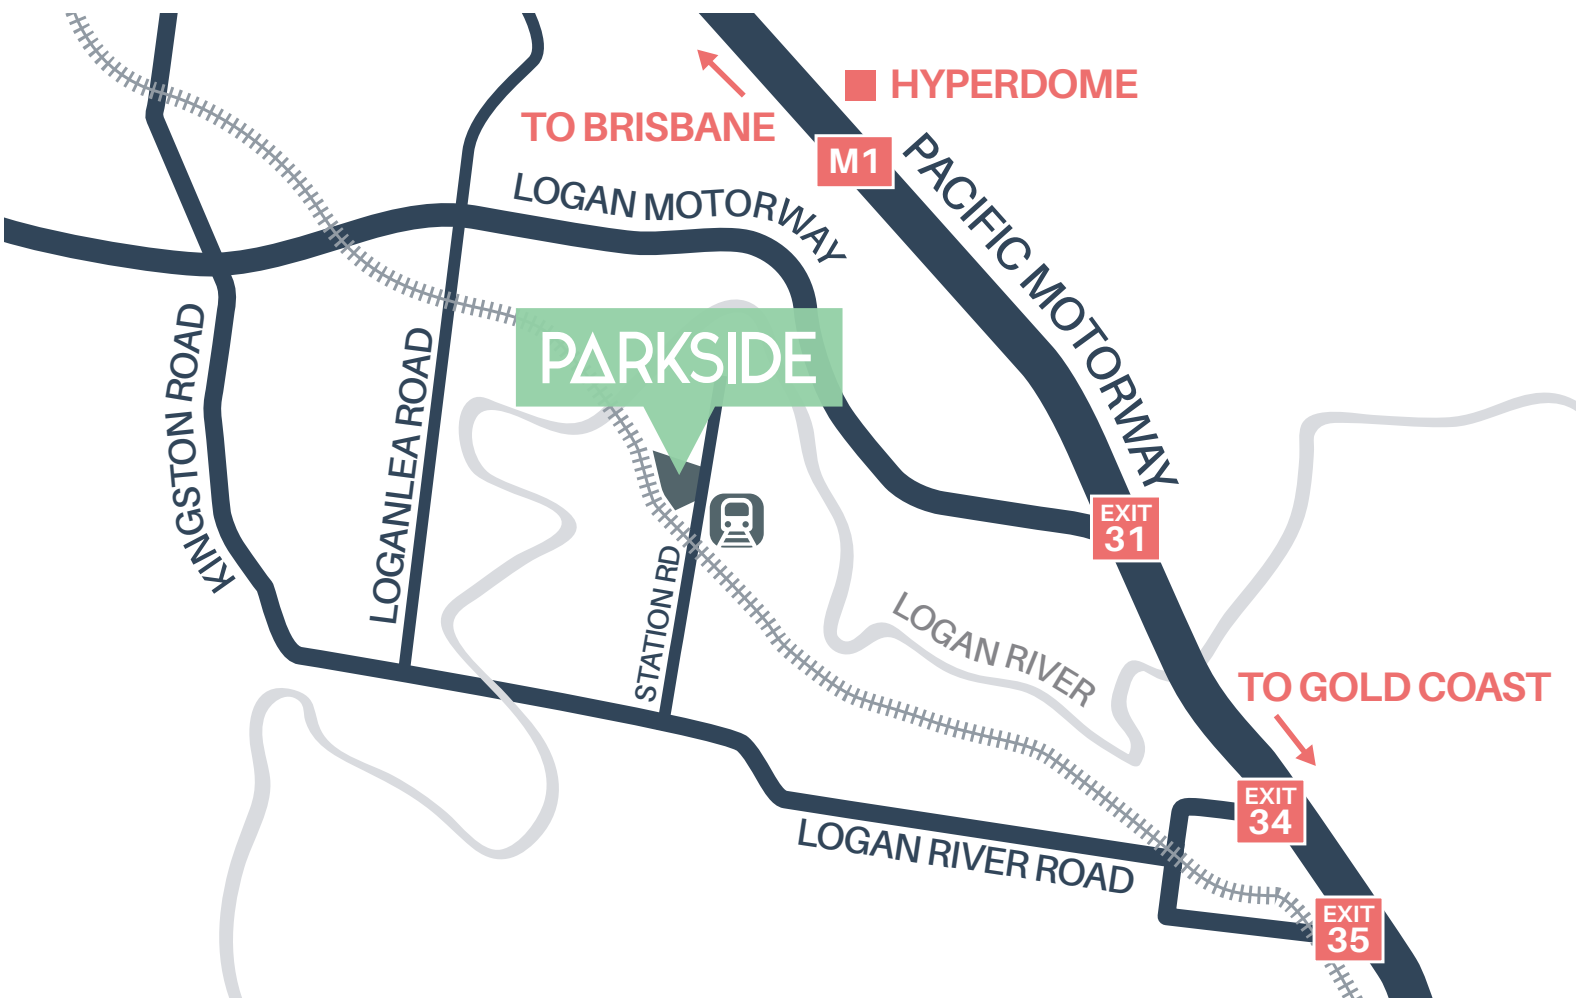 HYPERDOME
TO BRISBANE
M1
PACIFIC MOTORWAY
LOGAN MOTORWAY
PARKSIDE
KINGSTON ROAD
LOGANLEA ROAD
STATION RD
EXIT
31
LOGAN RIVER
TO GOLD COAST
EXIT
34
LOGAN RIVER ROAD
EXIT
35